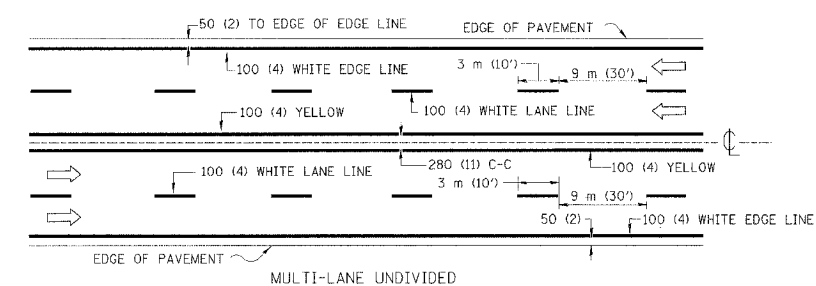 50 (2) TO EDGE OF EDGE LINE
EDGE OF PAVEMENT
100 (4) WHITE EDGE LINE
3 m (10')
9 m (30')
100 (4) YELLOW
100 (4) WHITE LANE LINE
℄
100 (4) WHITE LANE LINE
280 (11) C-C
100 (4) YELLOW
3 m (10')
9 m (30')
50 (2)
100 (4) WHITE EDGE LINE
EDGE OF PAVEMENT
MULTI-LANE UNDIVIDED